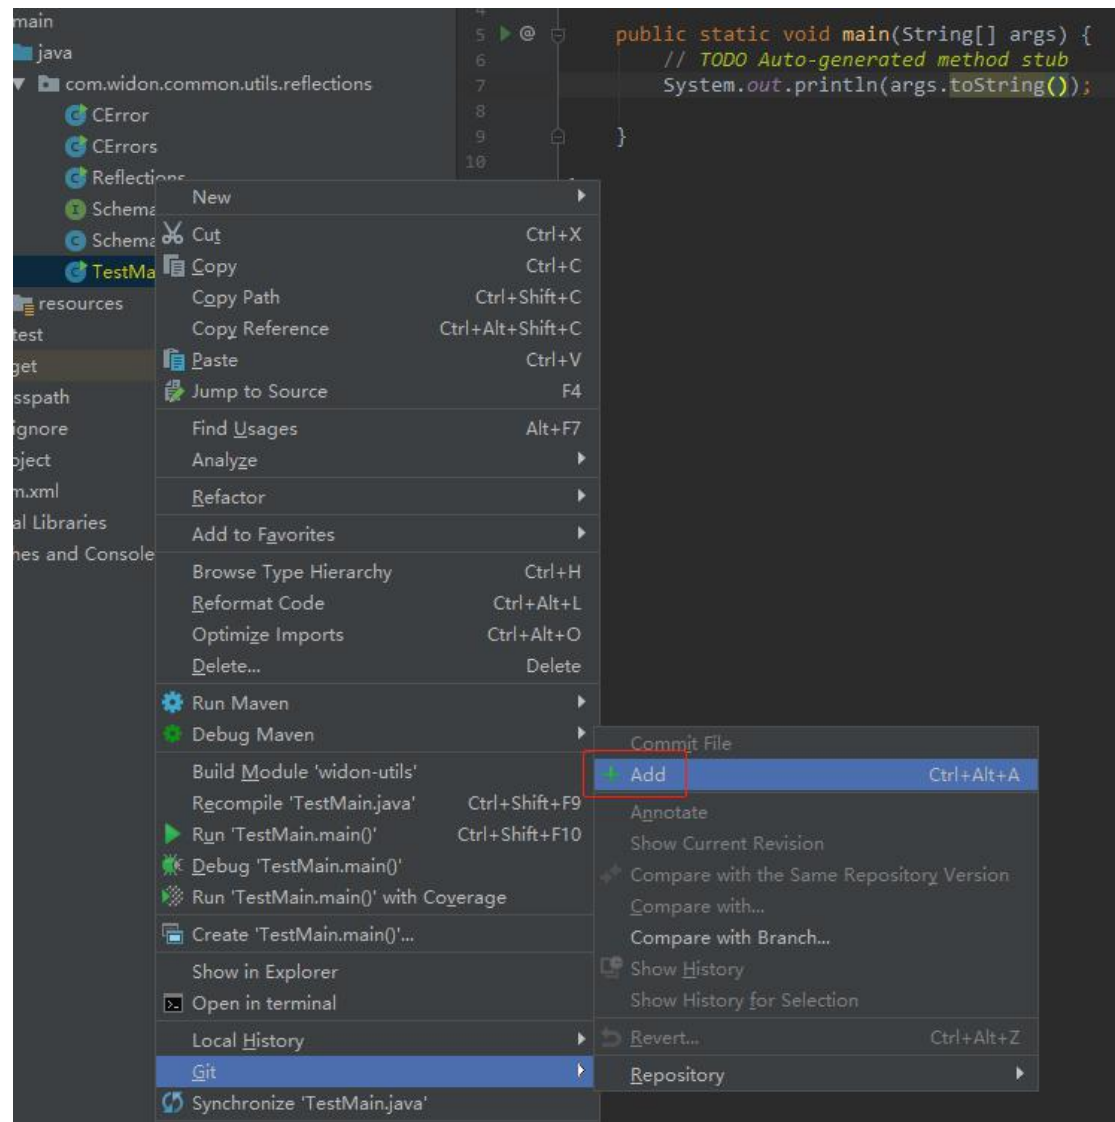 main
java
com.widon.common.utils.reflections
CError
CErrors
Reflections
Schema
Schema
TestMa
resources
test
get
sspath
ignore
oject
m.xml
al Libraries
hes and Console
4
5 @ public static void main(String[] args) {
6 // TODO Auto-generated method stub
7 System.out.println(args.toString());
8
9 }
10
New
Cut Ctrl+X
Copy Ctrl+C
Copy Path Ctrl+Shift+C
Copy Reference Ctrl+Alt+Shift+C
Paste Ctrl+V
Jump to Source F4
Find Usages Alt+F7
Analyze
Refactor
Add to Favorites
Browse Type Hierarchy Ctrl+H
Reformat Code Ctrl+Alt+L
Optimize Imports Ctrl+Alt+O
Delete... Delete
Run Maven
Debug Maven
Build Module 'widon-utils'
Recompile 'TestMain.java' Ctrl+Shift+F9
Run 'TestMain.main()' Ctrl+Shift+F10
Debug 'TestMain.main()'
Run 'TestMain.main()' with Coverage
Create 'TestMain.main()'...
Show in Explorer
Open in terminal
Local History
Git
Synchronize 'TestMain.java'
Commit File
Add Ctrl+Alt+A
Annotate
Show Current Revision
Compare with the Same Repository Version
Compare with...
Compare with Branch...
Show History
Show History for Selection
Revert... Ctrl+Alt+Z
Repository